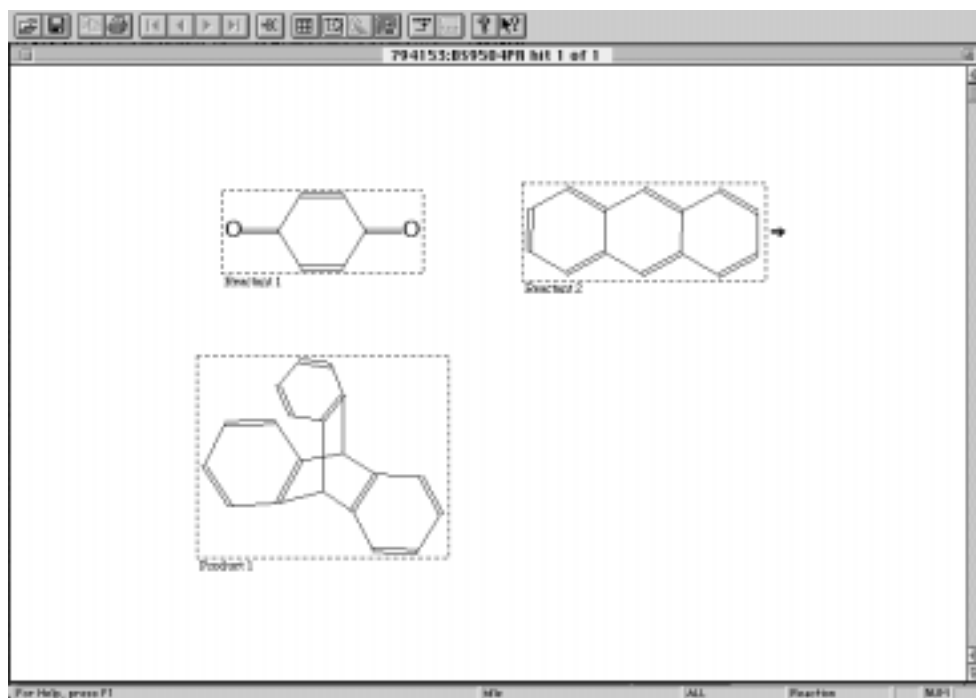 794153:BS9504PR hit 1 of 1
O O
Reactant 1
Reactant 2
Product 1
For Help, press F1 Idle ALL Reaction NUM